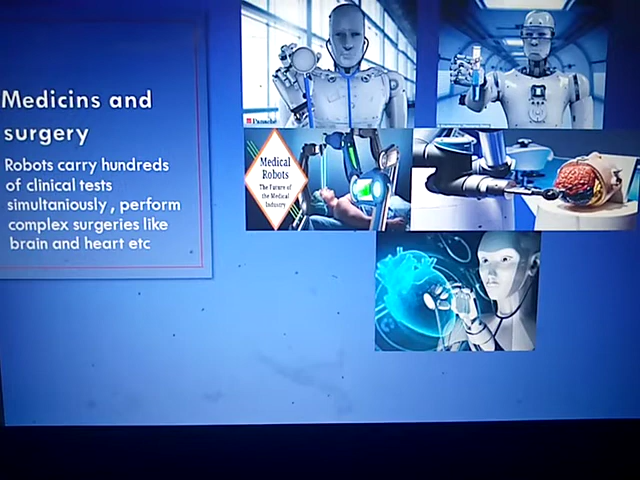 Medicins and
surgery
Robots carry hundreds
of clinical tests
simultaniously , perform
complex surgeries like
brain and heart etc
Medical
Robots
The Future of
the Medical
Industry